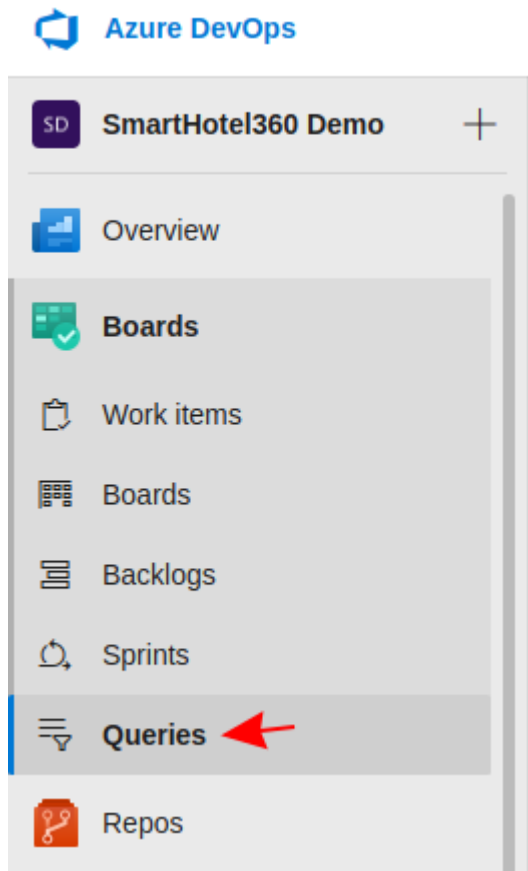 Azure DevOps
SD SmartHotel360 Demo
Overview
Boards
Work items
Boards
Backlogs
Sprints
Queries
Repos